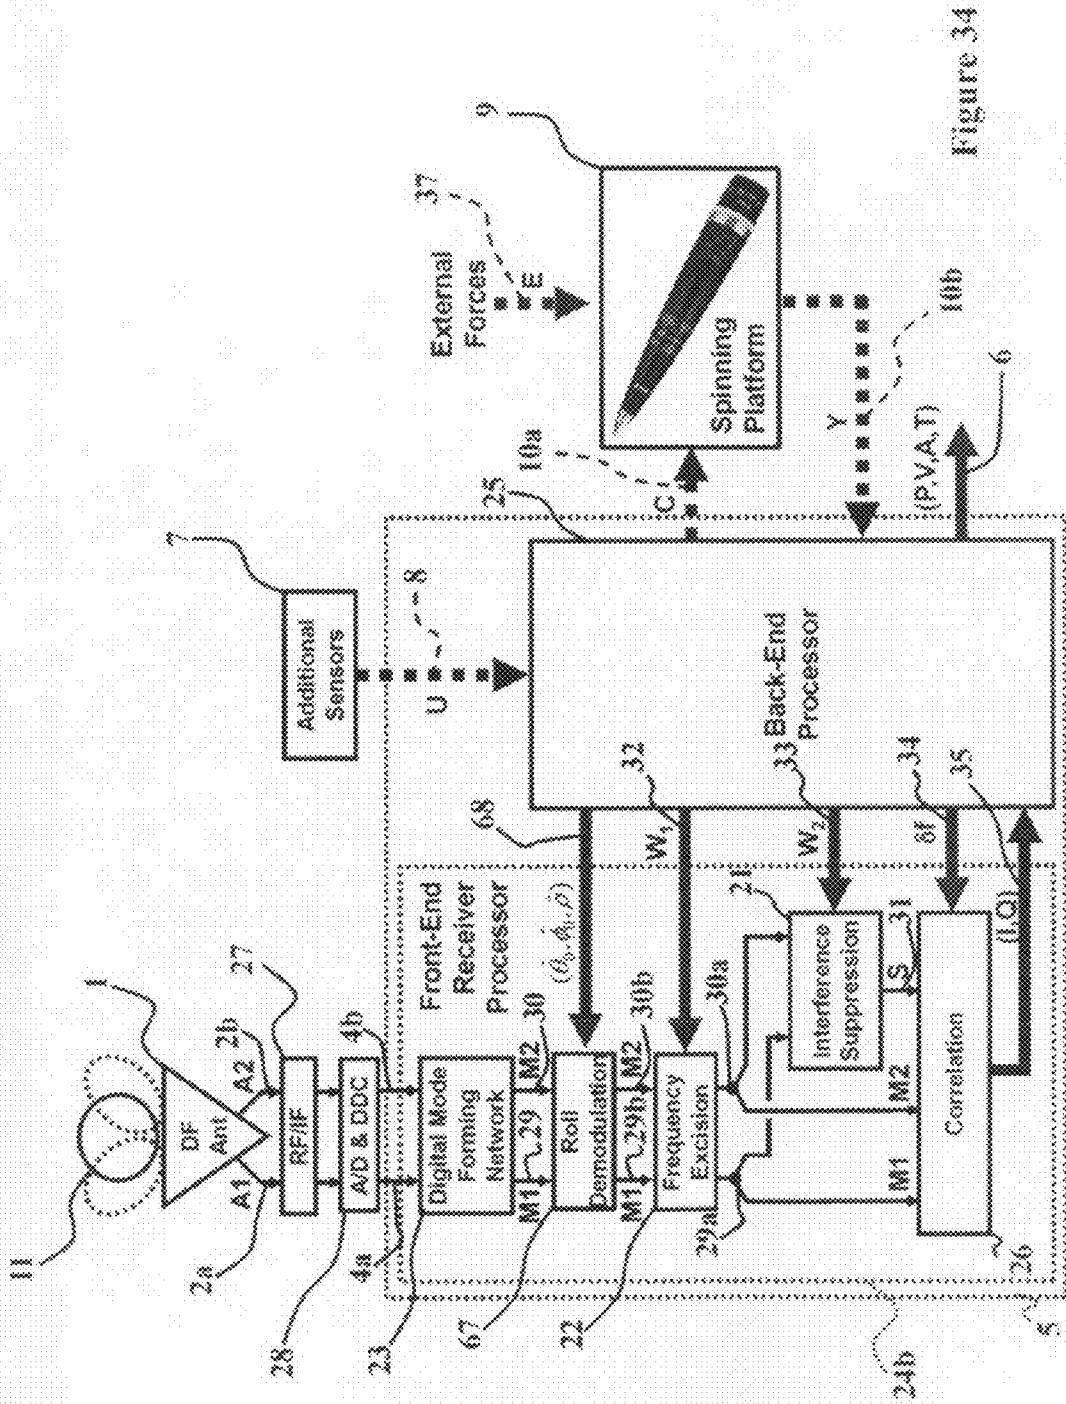 11
1
DF
Ant
A1
A2
2a
2b
27
RF/IF
28
A/D & DDC
4a
4b
Front-End
Receiver
Processor
23
Digital Mode
Forming
Network
M1
29
M2
30
67
Roll
Demodulation
68
M1
M2
30b
22
Frequency
Excision
W1
32
29a
30a
21
Interference
Suppression
W2
33
M1
M2
IS
31
26
Correlation
δf
34
(I,Q)
35
5
24b
7
Additional
Sensors
U
8
25
Back-End
Processor
C
10a
External
Forces
37
E
9
Spinning
Platform
Y
10b
(P,V,A,T)
6
Figure 34